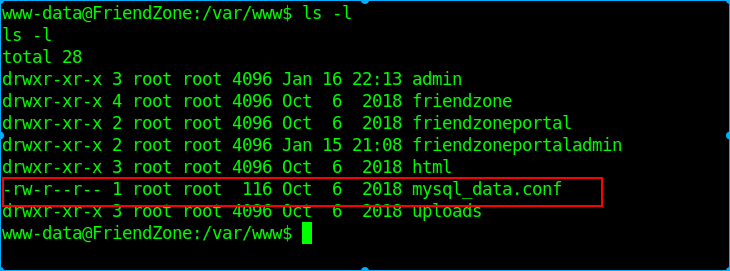 www-data@FriendZone:/var/www$ ls -l
ls -l
total 28
drwxr-xr-x 3 root root 4096 Jan 16 22:13 admin
drwxr-xr-x 4 root root 4096 Oct  6  2018 friendzone
drwxr-xr-x 2 root root 4096 Oct  6  2018 friendzoneportal
drwxr-xr-x 2 root root 4096 Jan 15 21:08 friendzoneportaladmin
drwxr-xr-x 3 root root 4096 Oct  6  2018 html
-rw-r--r-- 1 root root  116 Oct  6  2018 mysql_data.conf
drwxr-xr-x 3 root root 4096 Oct  6  2018 uploads
www-data@FriendZone:/var/www$